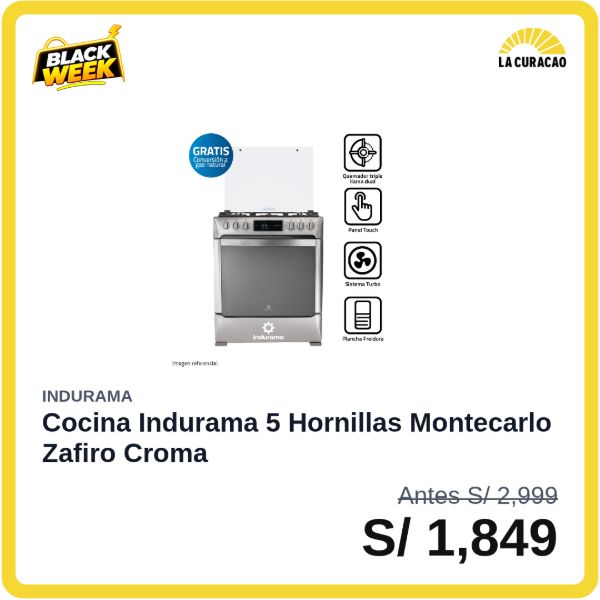 BLACK
WEEK
LA CURACAO
GRATIS
Conversión a
gas natural
Quemador triple
llama dual
Panel Touch
Sistema Turbo
Plancha Freidora
indurama
Imagen referencial.
INDURAMA
Cocina Indurama 5 Hornillas Montecarlo
Zafiro Croma
Antes S/ 2,999
S/ 1,849